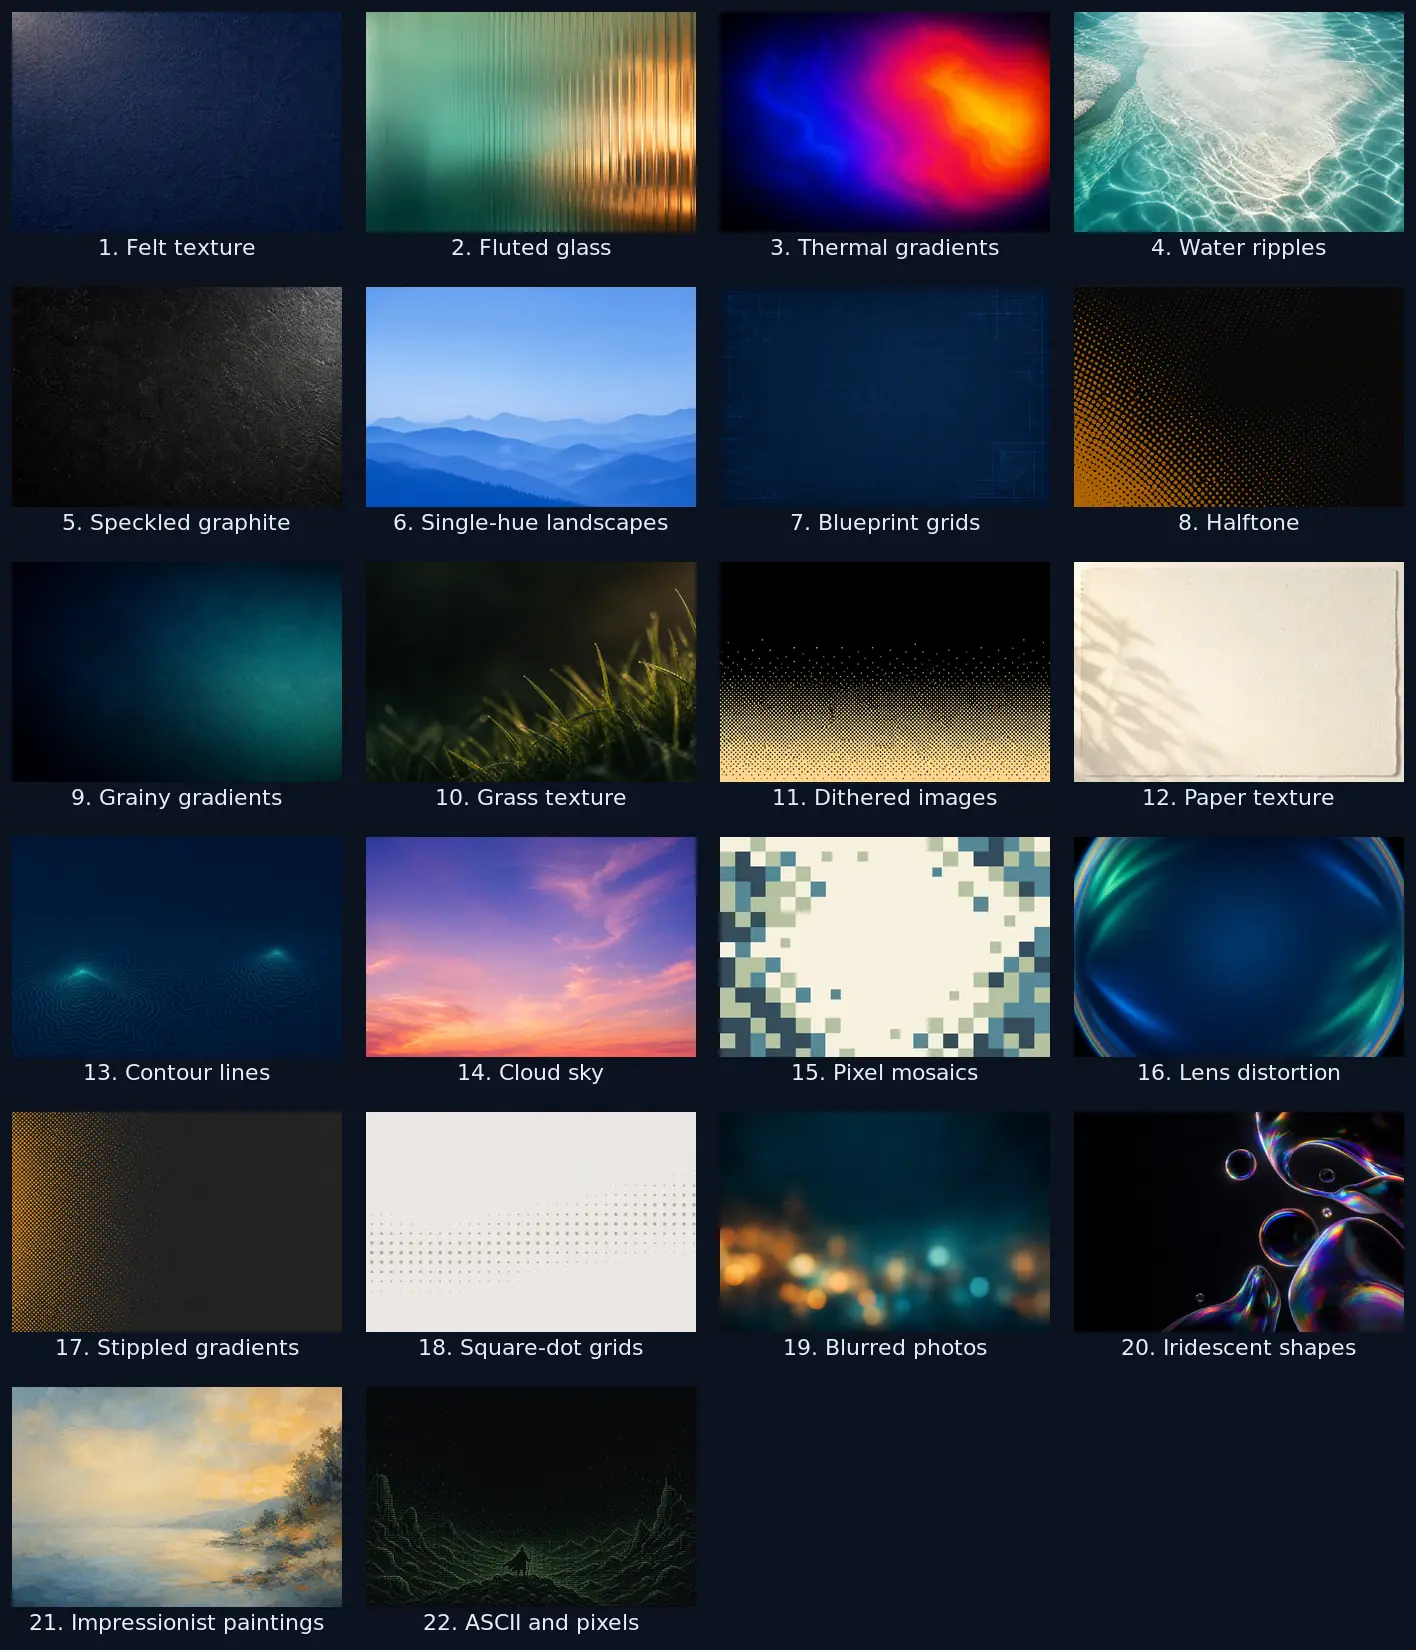 1. Felt texture
2. Fluted glass
3. Thermal gradients
4. Water ripples
5. Speckled graphite
6. Single-hue landscapes
7. Blueprint grids
8. Halftone
9. Grainy gradients
10. Grass texture
11. Dithered images
12. Paper texture
13. Contour lines
14. Cloud sky
15. Pixel mosaics
16. Lens distortion
17. Stippled gradients
18. Square-dot grids
19. Blurred photos
20. Iridescent shapes
21. Impressionist paintings
22. ASCII and pixels